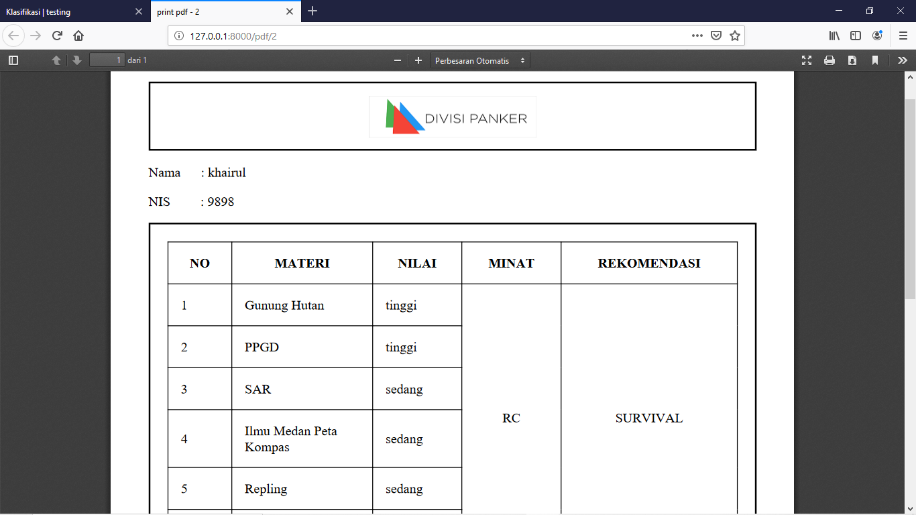 Klasifikasi | testing
print pdf - 2
127.0.0.1:8000/pdf/2
1 dari 1
Perbesaran Otomatis
DIVISI PANKER
Nama : khairul
NIS : 9898
NO MATERI NILAI MINAT REKOMENDASI
1 Gunung Hutan tinggi
2 PPGD tinggi
3 SAR sedang
RC SURVIVAL
4 Ilmu Medan Peta Kompas sedang
5 Repling sedang